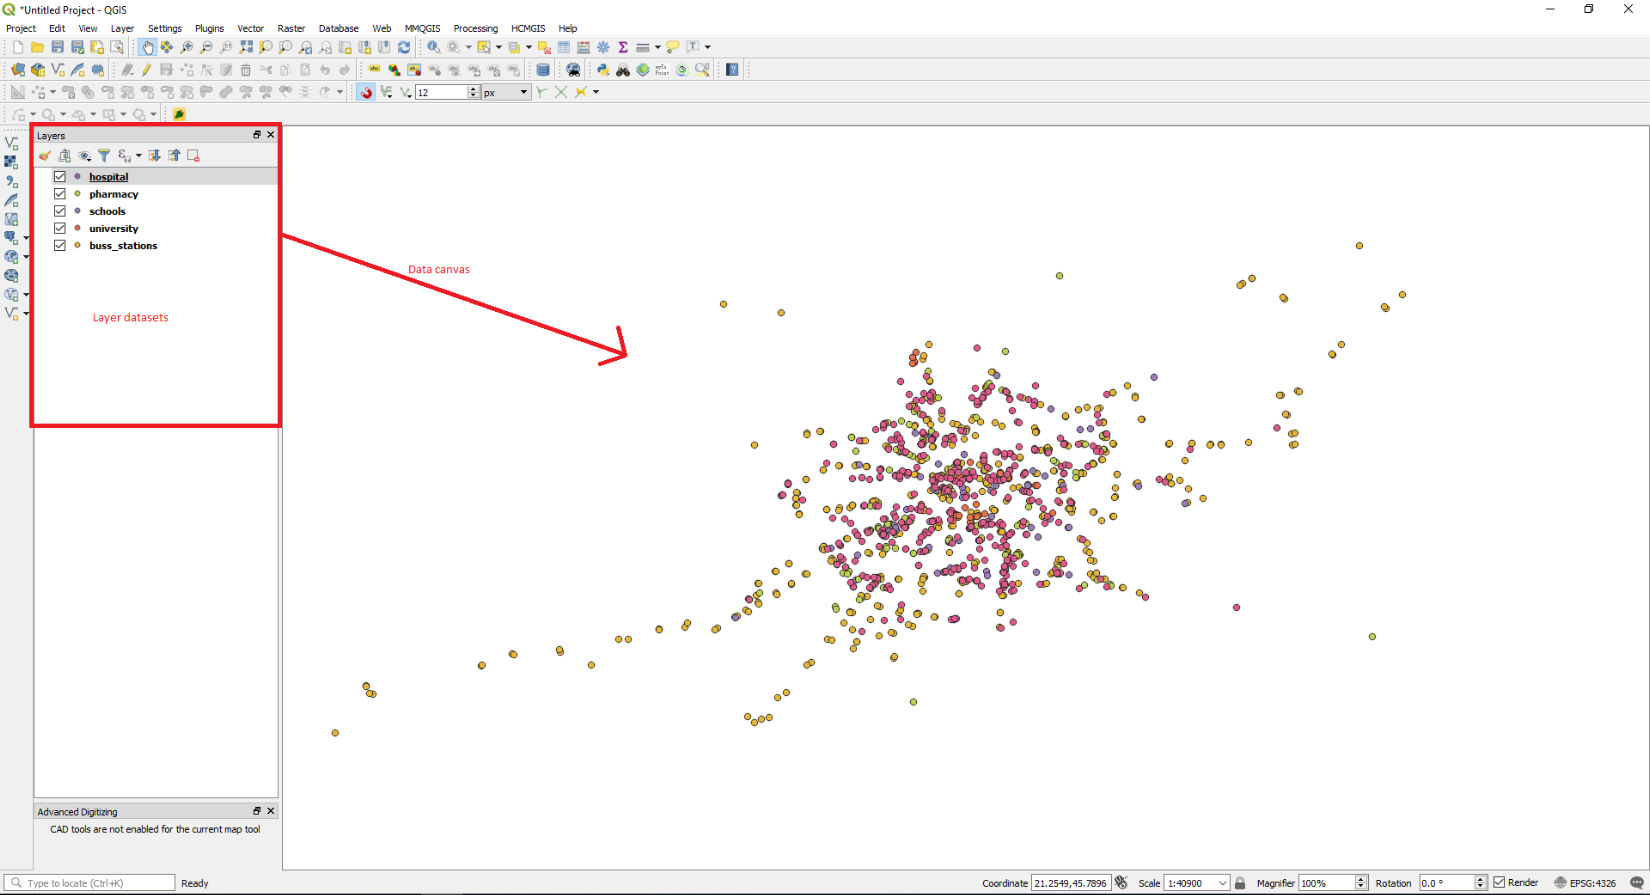 *Untitled Project - QGIS
Project Edit View Layer Settings Plugins Vector Raster Database Web MMQGIS Processing HCMGIS Help
12 px
Layers
hospital
pharmacy
schools
university
buss_stations
Data canvas
Layer datasets
Advanced Digitizing
CAD tools are not enabled for the current map tool
Type to locate (Ctrl+K) Ready Coordinate 21.2549,45.7896 Scale 1:40900 Magnifier 100% Rotation 0.0 ° Render EPSG:4326